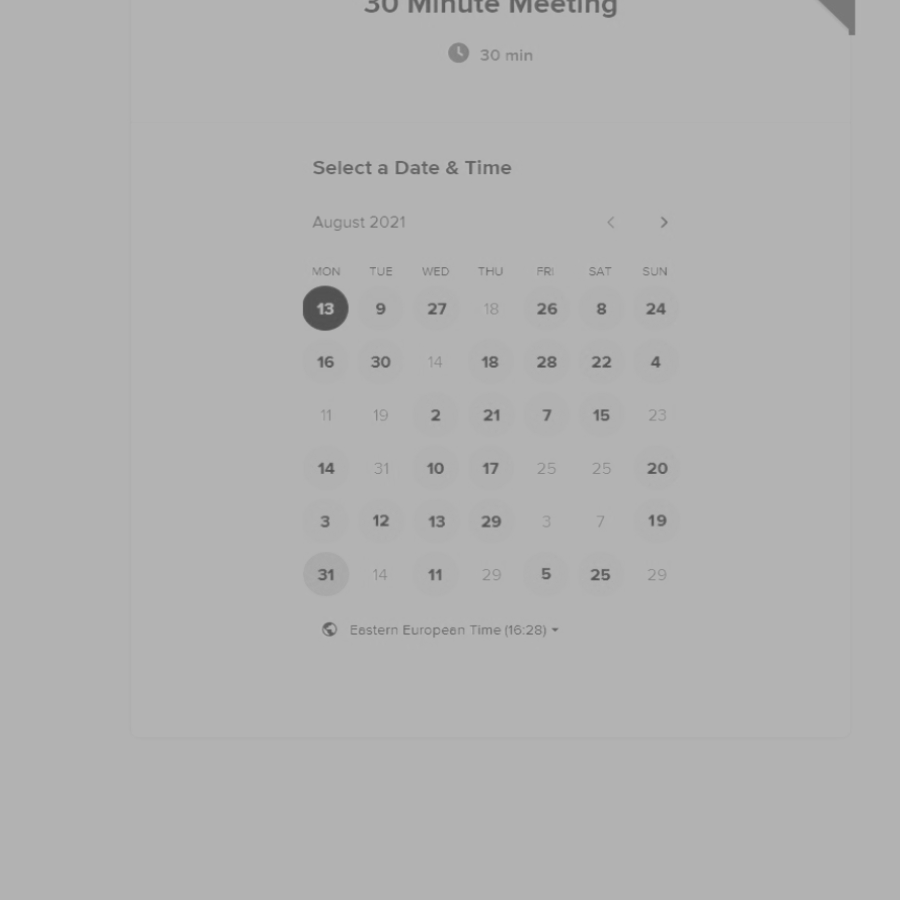 30 Minute Meeting
30 min
Select a Date & Time
August 2021
MON TUE WED THU FRI SAT SUN
13 9 27 18 26 8 24
16 30 14 18 28 22 4
11 19 2 21 7 15 23
14 31 10 17 25 25 20
3 12 13 29 3 7 19
31 14 11 29 5 25 29
Eastern European Time (16:28)